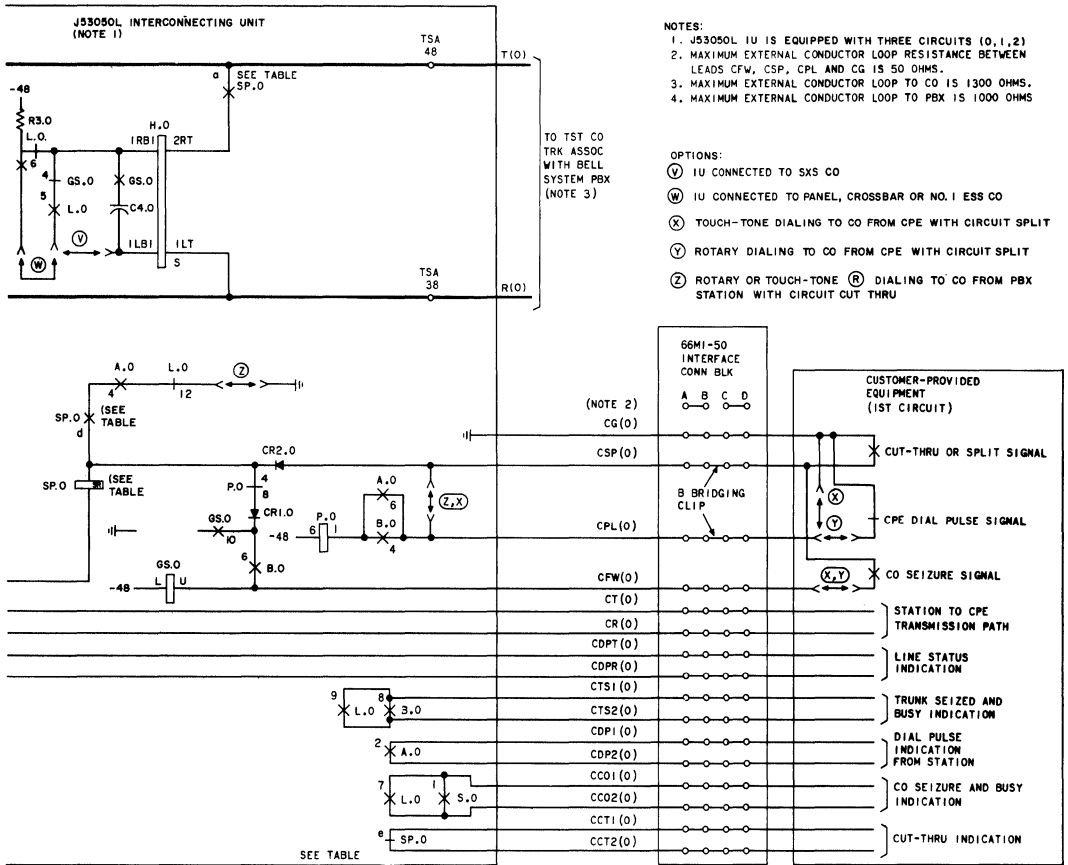 J53050L INTERCONNECTING UNIT
(NOTE 1)
TSA
48
T(0)
a
SEE TABLE
SP.0
-48
R3.0
L.O.
6
H.0
1RB1
2RT
4
GS.0
GS.0
5
L.0
C4.0
V
W
1LB1
1LT
S
TSA
38
R(0)
TO TST CO
TRK ASSOC
WITH BELL
SYSTEM PBX
(NOTE 3)
NOTES:
1. J53050L IU IS EQUIPPED WITH THREE CIRCUITS (0,1,2)
2. MAXIMUM EXTERNAL CONDUCTOR LOOP RESISTANCE BETWEEN
LEADS CFW, CSP, CPL AND CG IS 50 OHMS.
3. MAXIMUM EXTERNAL CONDUCTOR LOOP TO CO IS 1300 OHMS.
4. MAXIMUM EXTERNAL CONDUCTOR LOOP TO PBX IS 1000 OHMS
OPTIONS:
V IU CONNECTED TO SXS CO
W IU CONNECTED TO PANEL, CROSSBAR OR NO. 1 ESS CO
X TOUCH-TONE DIALING TO CO FROM CPE WITH CIRCUIT SPLIT
Y ROTARY DIALING TO CO FROM CPE WITH CIRCUIT SPLIT
Z ROTARY OR TOUCH-TONE ® DIALING TO CO FROM PBX
STATION WITH CIRCUIT CUT THRU
A.0
4
L.0
12
Z
SP.0
(SEE
TABLE
d
SP.0
SR
(SEE
TABLE
CR2.0
P.0
4
8
CR1.0
GS.0
10
6
B.0
-48
P.0
6
1
A.0
6
B.0
4
Z,X
GS.0
-48
L
U
66M1-50
INTERFACE
CONN BLK
A B C D
(NOTE 2)
B BRIDGING
CLIP
CUSTOMER-PROVIDED
EQUIPMENT
(1ST CIRCUIT)
CG(0)
CSP(0)
CUT-THRU OR SPLIT SIGNAL
X
Y
CPL(0)
CPE DIAL PULSE SIGNAL
CFW(0)
X,Y
CO SEIZURE SIGNAL
CT(0)
CR(0)
STATION TO CPE
TRANSMISSION PATH
CDPT(0)
CDPR(0)
LINE STATUS
INDICATION
9
L.0
8
B.0
CTS1(0)
CTS2(0)
TRUNK SEIZED AND
BUSY INDICATION
2
A.0
CDP1(0)
CDP2(0)
DIAL PULSE
INDICATION
FROM STATION
7
L.0
1
S.0
CCO1(0)
CCO2(0)
CO SEIZURE AND BUSY
INDICATION
e
SP.0
CCT1(0)
CCT2(0)
CUT-THRU INDICATION
SEE TABLE